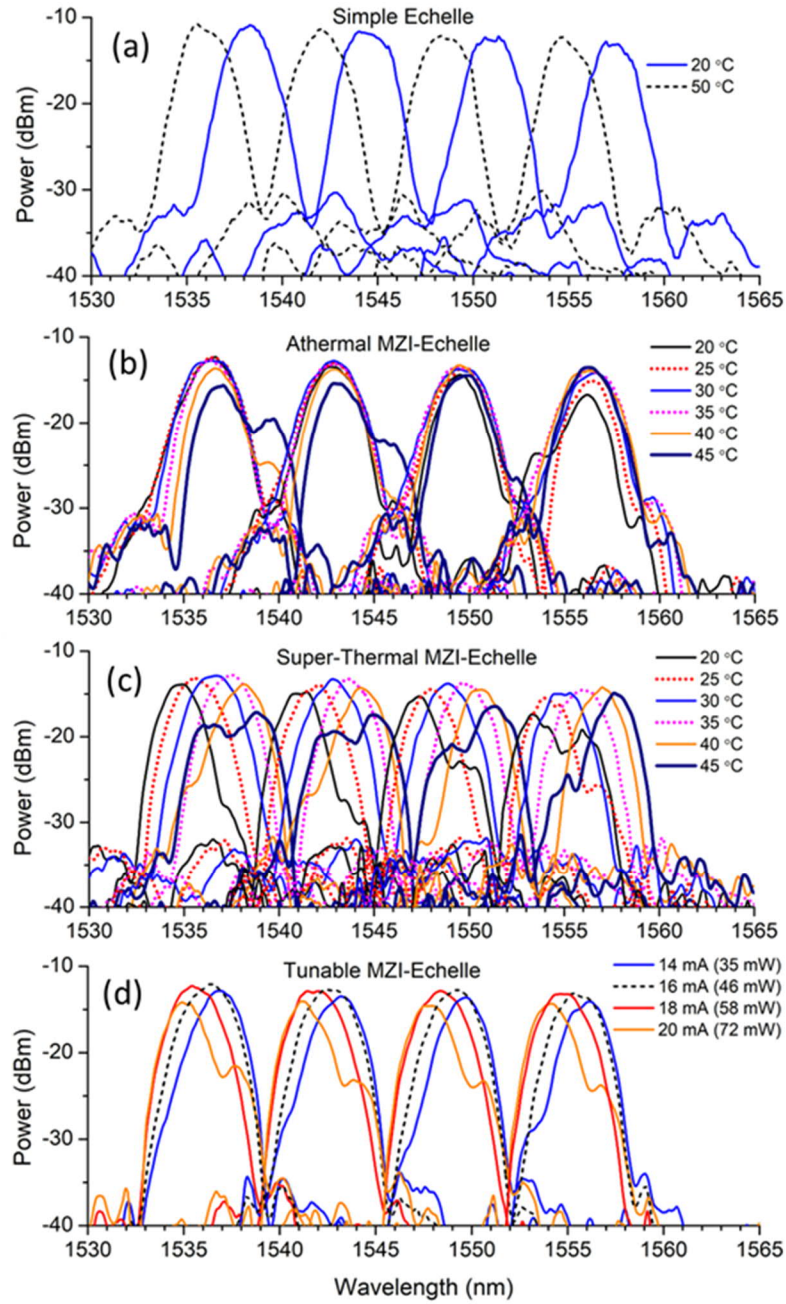 Simple Echelle
(a)
20 °C
50 °C
-10
-20
-30
-40
Power (dBm)
1530 1535 1540 1545 1550 1555 1560 1565
Athermal MZI-Echelle
(b)
20 °C
25 °C
30 °C
35 °C
40 °C
45 °C
-10
-20
-30
-40
Power (dBm)
1530 1535 1540 1545 1550 1555 1560 1565
Super-Thermal MZI-Echelle
(c)
20 °C
25 °C
30 °C
35 °C
40 °C
45 °C
-10
-20
-30
-40
Power (dBm)
1530 1535 1540 1545 1550 1555 1560 1565
Tunable MZI-Echelle
(d)
14 mA (35 mW)
16 mA (46 mW)
18 mA (58 mW)
20 mA (72 mW)
-10
-20
-30
-40
Power (dBm)
1530 1535 1540 1545 1550 1555 1560 1565
Wavelength (nm)